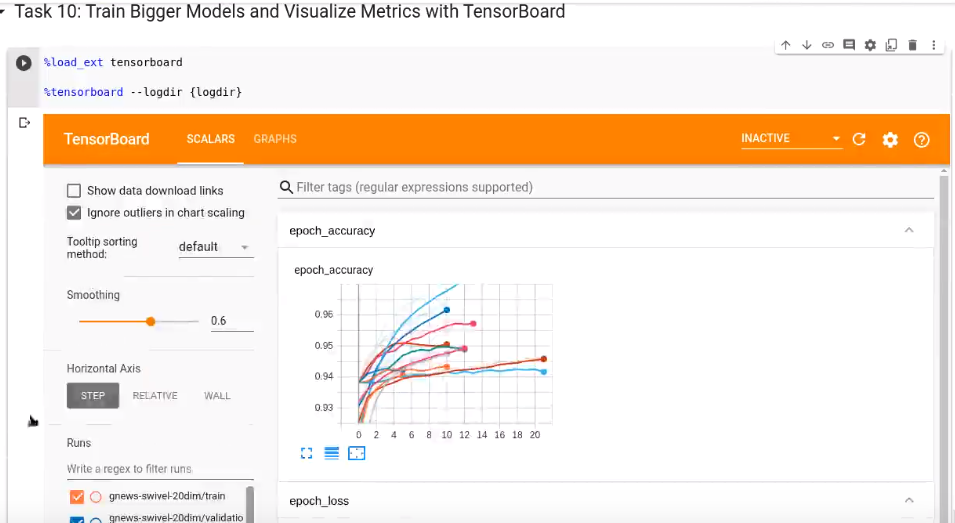 Task 10: Train Bigger Models and Visualize Metrics with TensorBoard
%load_ext tensorboard
%tensorboard --logdir {logdir}
TensorBoard SCALARS GRAPHS INACTIVE
Show data download links
Ignore outliers in chart scaling
Tooltip sorting
method:
default
Smoothing
0.6
Horizontal Axis
STEP RELATIVE WALL
Runs
Write a regex to filter runs
gnews-swivel-20dim/train
gnews-swivel-20dim/validatio
Filter tags (regular expressions supported)
epoch_accuracy
epoch_accuracy
0.96
0.95
0.94
0.93
0 2 4 6 8 10 12 14 16 18 20
epoch_loss